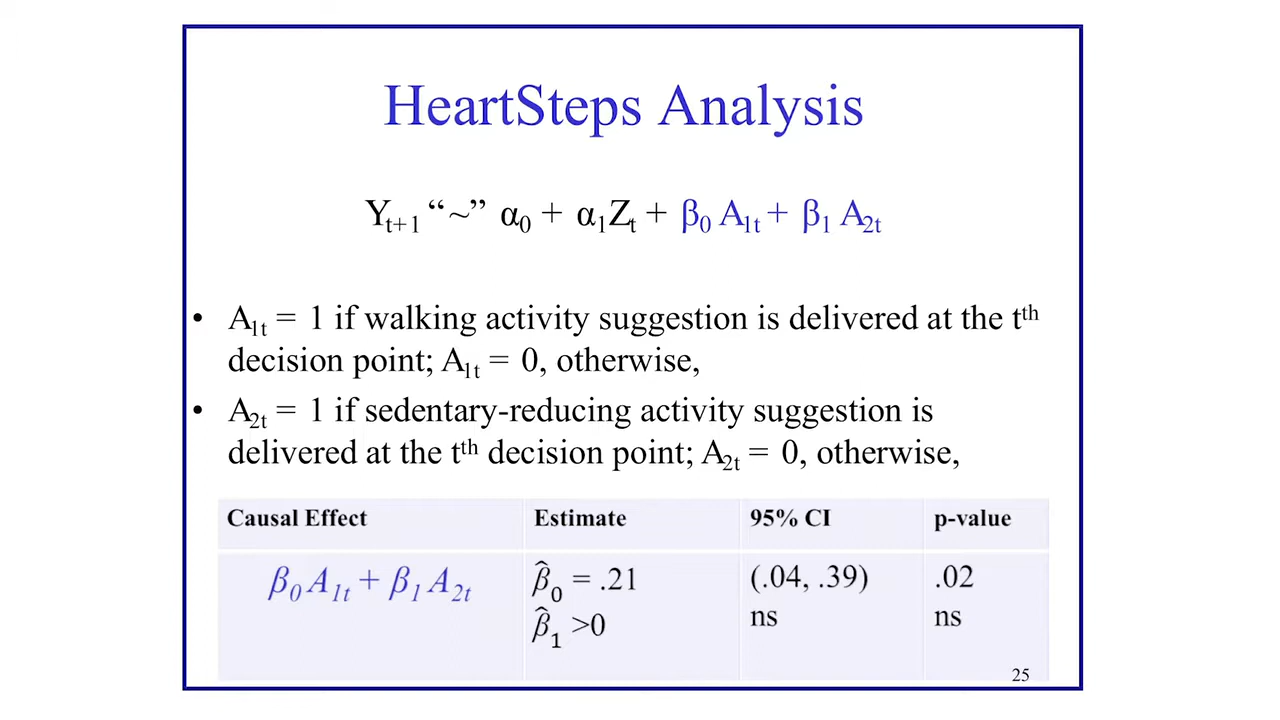 HeartSteps Analysis
Yt+1 “~” α0 + α1Zt + β0 A1t + β1 A2t
• A1t = 1 if walking activity suggestion is delivered at the tth
decision point; A1t = 0, otherwise,
• A2t = 1 if sedentary-reducing activity suggestion is
delivered at the tth decision point; A2t = 0, otherwise,
Causal Effect Estimate 95% CI p-value
β0 A1t + β1 A2t β̂0 = .21 (.04, .39) .02
β̂1 >0 ns ns
25